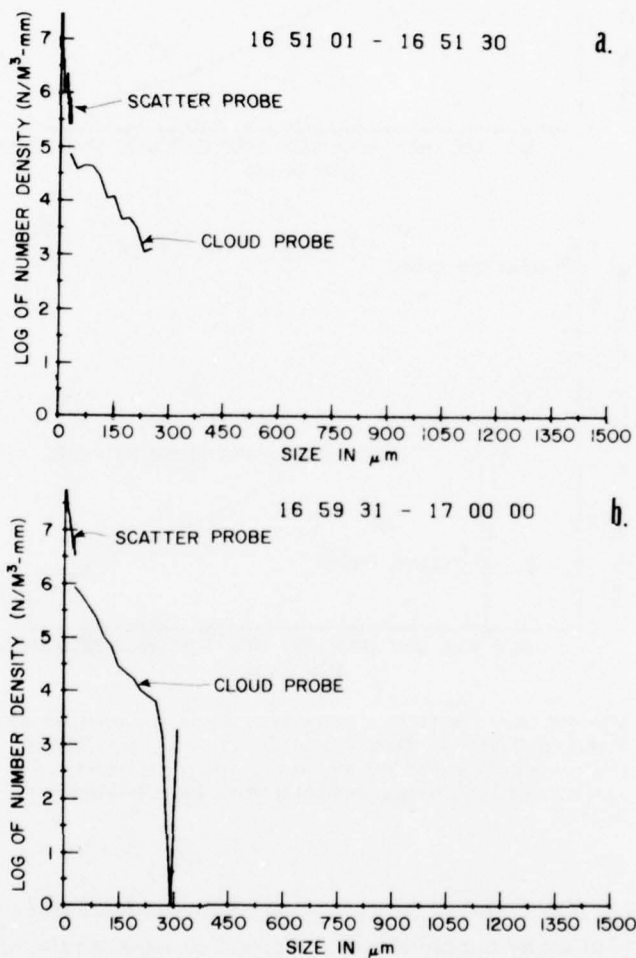 16 51 01 - 16 51 30
a.
LOG OF NUMBER DENSITY (N/M³-mm)
7
6
5
4
3
2
1
0
SCATTER PROBE
CLOUD PROBE
0 150 300 450 600 750 900 1050 1200 1350 1500
SIZE IN μm
16 59 31 - 17 00 00
b.
LOG OF NUMBER DENSITY (N/M³-mm)
7
6
5
4
3
2
1
0
SCATTER PROBE
CLOUD PROBE
0 150 300 450 600 750 900 1050 1200 1350 1500
SIZE IN μm